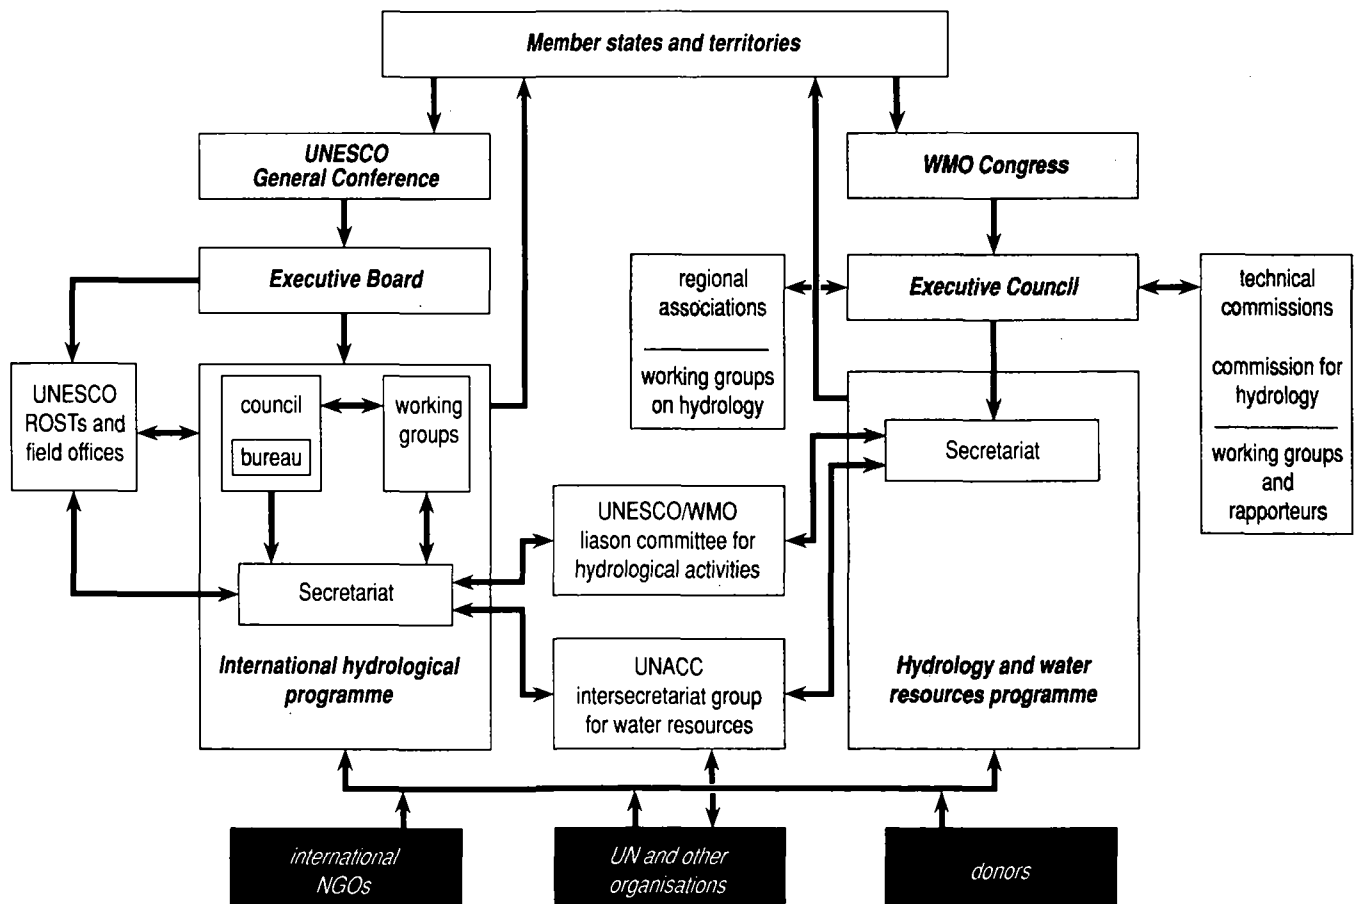 Member states and territories
UNESCO
General Conference
WMO Congress
Executive Board
regional
associations
working groups
on hydrology
Executive Council
technical
commissions
commission for
hydrology
working groups
and
rapporteurs
UNESCO
ROSTs and
field offices
council
bureau
working
groups
Secretariat
International hydrological
programme
UNESCO/WMO
liason committee for
hydrological activities
UNACC
intersecretariat group
for water resources
Secretariat
Hydrology and water
resources programme
international
NGOs
UN and other
organisations
donors